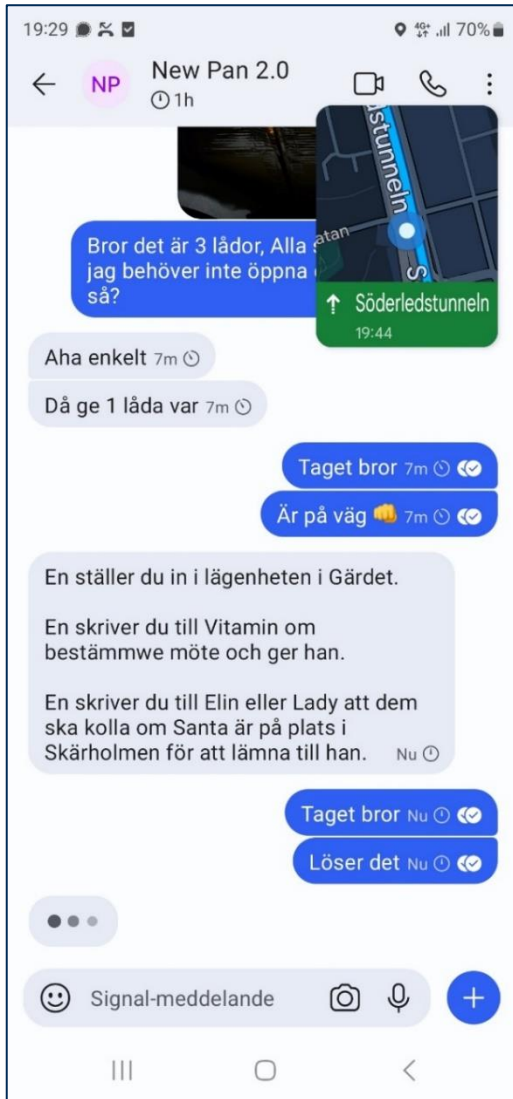 19:29 4G+ 70%
NP New Pan 2.0
1h
Bror det är 3 lådor, Alla
jag behöver inte öppna
så?
stunneln
atan
S
Söderledstunneln
19:44
Aha enkelt 7m
Då ge 1 låda var 7m
Taget bror 7m
Är på väg 👊 7m
En ställer du in i lägenheten i Gärdet.
En skriver du till Vitamin om
bestämmwe möte och ger han.
En skriver du till Elin eller Lady att dem
ska kolla om Santa är på plats i
Skärholmen för att lämna till han. Nu
Taget bror Nu
Löser det Nu
Signal-meddelande